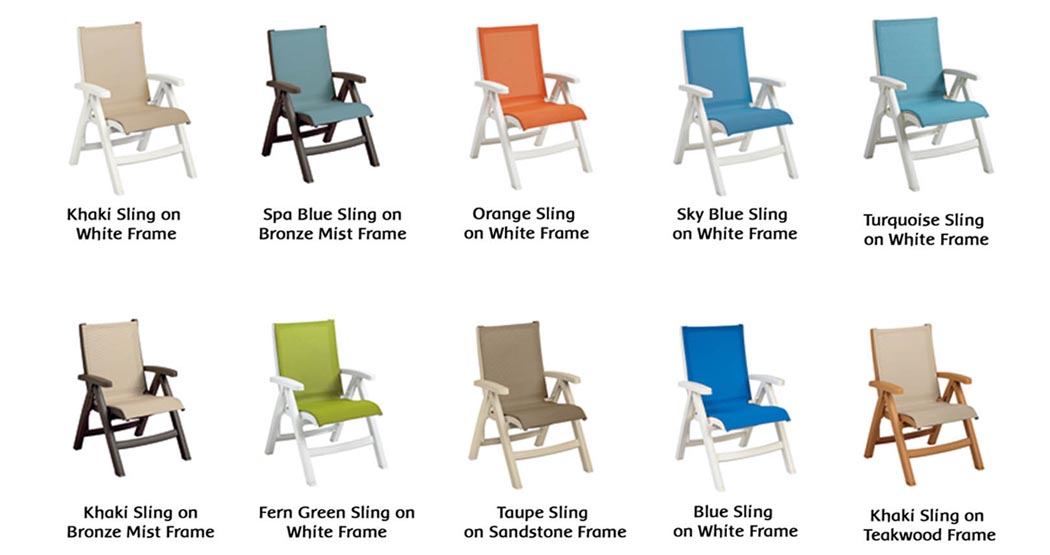 Khaki Sling on
White Frame
Spa Blue Sling on
Bronze Mist Frame
Orange Sling
on White Frame
Sky Blue Sling
on White Frame
Turquoise Sling
on White Frame
Khaki Sling on
Bronze Mist Frame
Fern Green Sling on
White Frame
Taupe Sling
on Sandstone Frame
Blue Sling
on White Frame
Khaki Sling on
Teakwood Frame